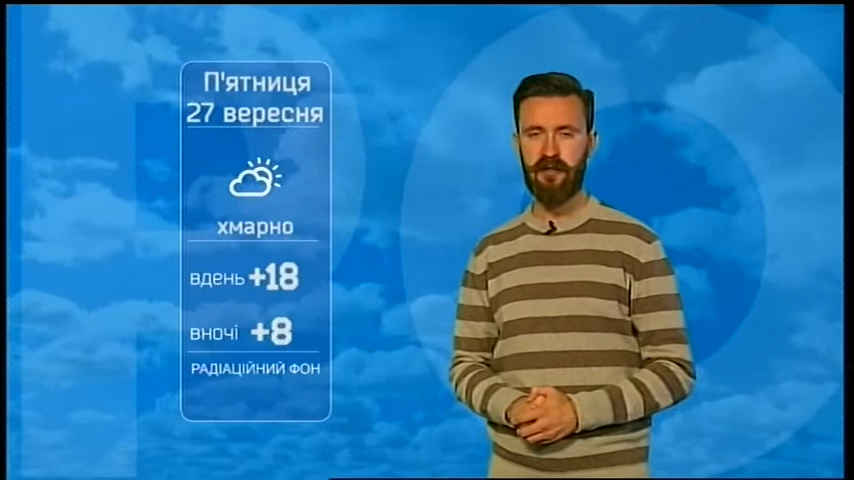 П'ятниця
27 вересня
хмарно
вдень +18
вночі +8
РАДІАЦІЙНИЙ ФОН